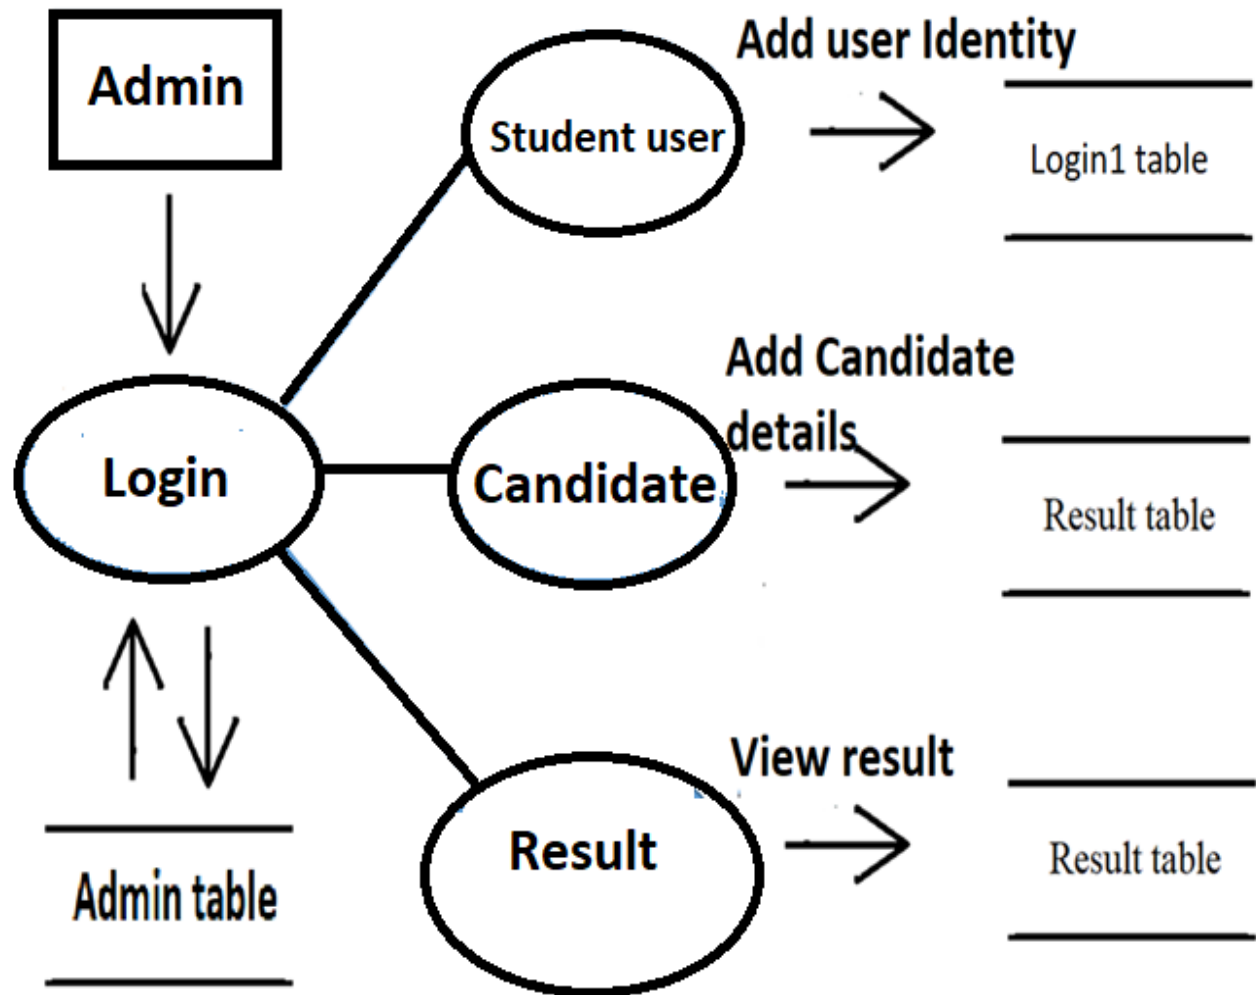 Admin
Student user
Add user Identity
Login1 table
Login
Candidate
Add Candidate
details
Result table
Admin table
Result
View result
Result table